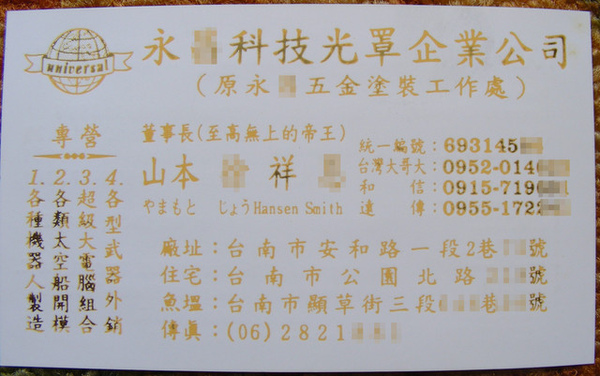 universal
永 科技光罩企業公司
(原永 五金塗裝工作處)
專營
1.各種機器人製造
2.各類太空船開模
3.超級大電腦組合
4.各型武器外銷
董事長(至高無上的帝王)
山本 祥
やまもと じょう Hansen Smith
統一編號:693145
台灣大哥大:0952-014
和信:0915-719 1
遠傳:0955-1722
廠址:台南市安和路一段2巷 號
住宅:台南市公園北路 號
魚塭:台南市顯草街三段 巷 號
傳眞:(06)2821